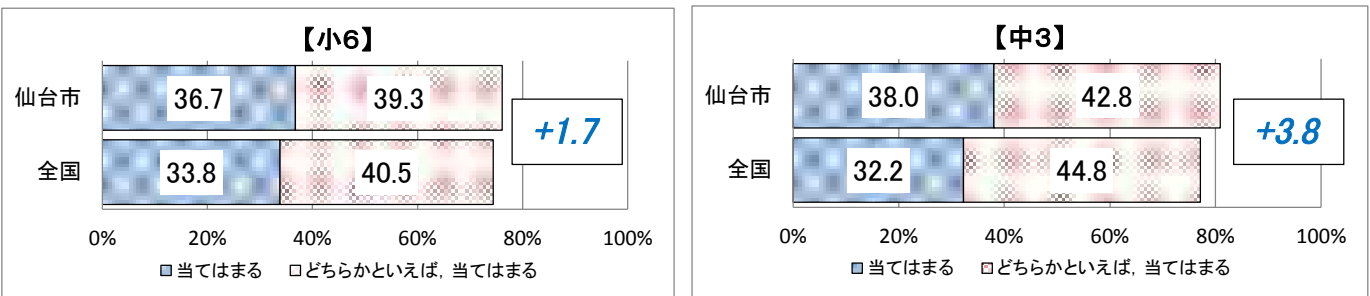 【小6】
仙台市
36.7
39.3
+1.7
全国
33.8
40.5
0%
20%
40%
60%
80%
100%
当てはまる
どちらかといえば，当てはまる
【中3】
仙台市
38.0
42.8
+3.8
全国
32.2
44.8
0%
20%
40%
60%
80%
100%
当てはまる
どちらかといえば，当てはまる